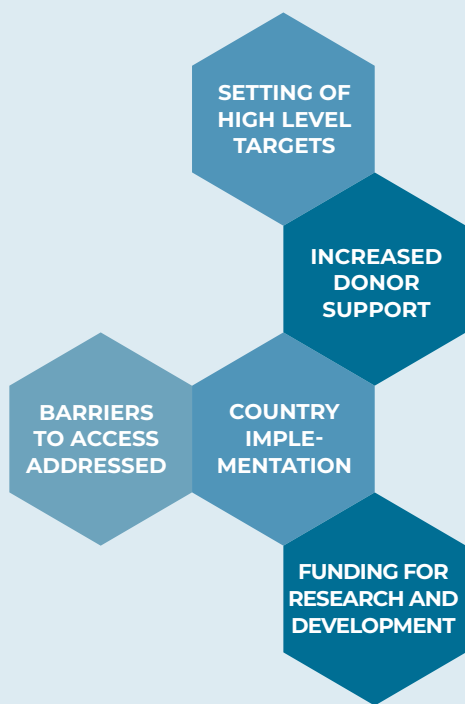 SETTING OF
HIGH LEVEL
TARGETS
INCREASED
DONOR
SUPPORT
BARRIERS
TO ACCESS
ADDRESSED
COUNTRY
IMPLE-
MENTATION
FUNDING FOR
RESEARCH AND
DEVELOPMENT